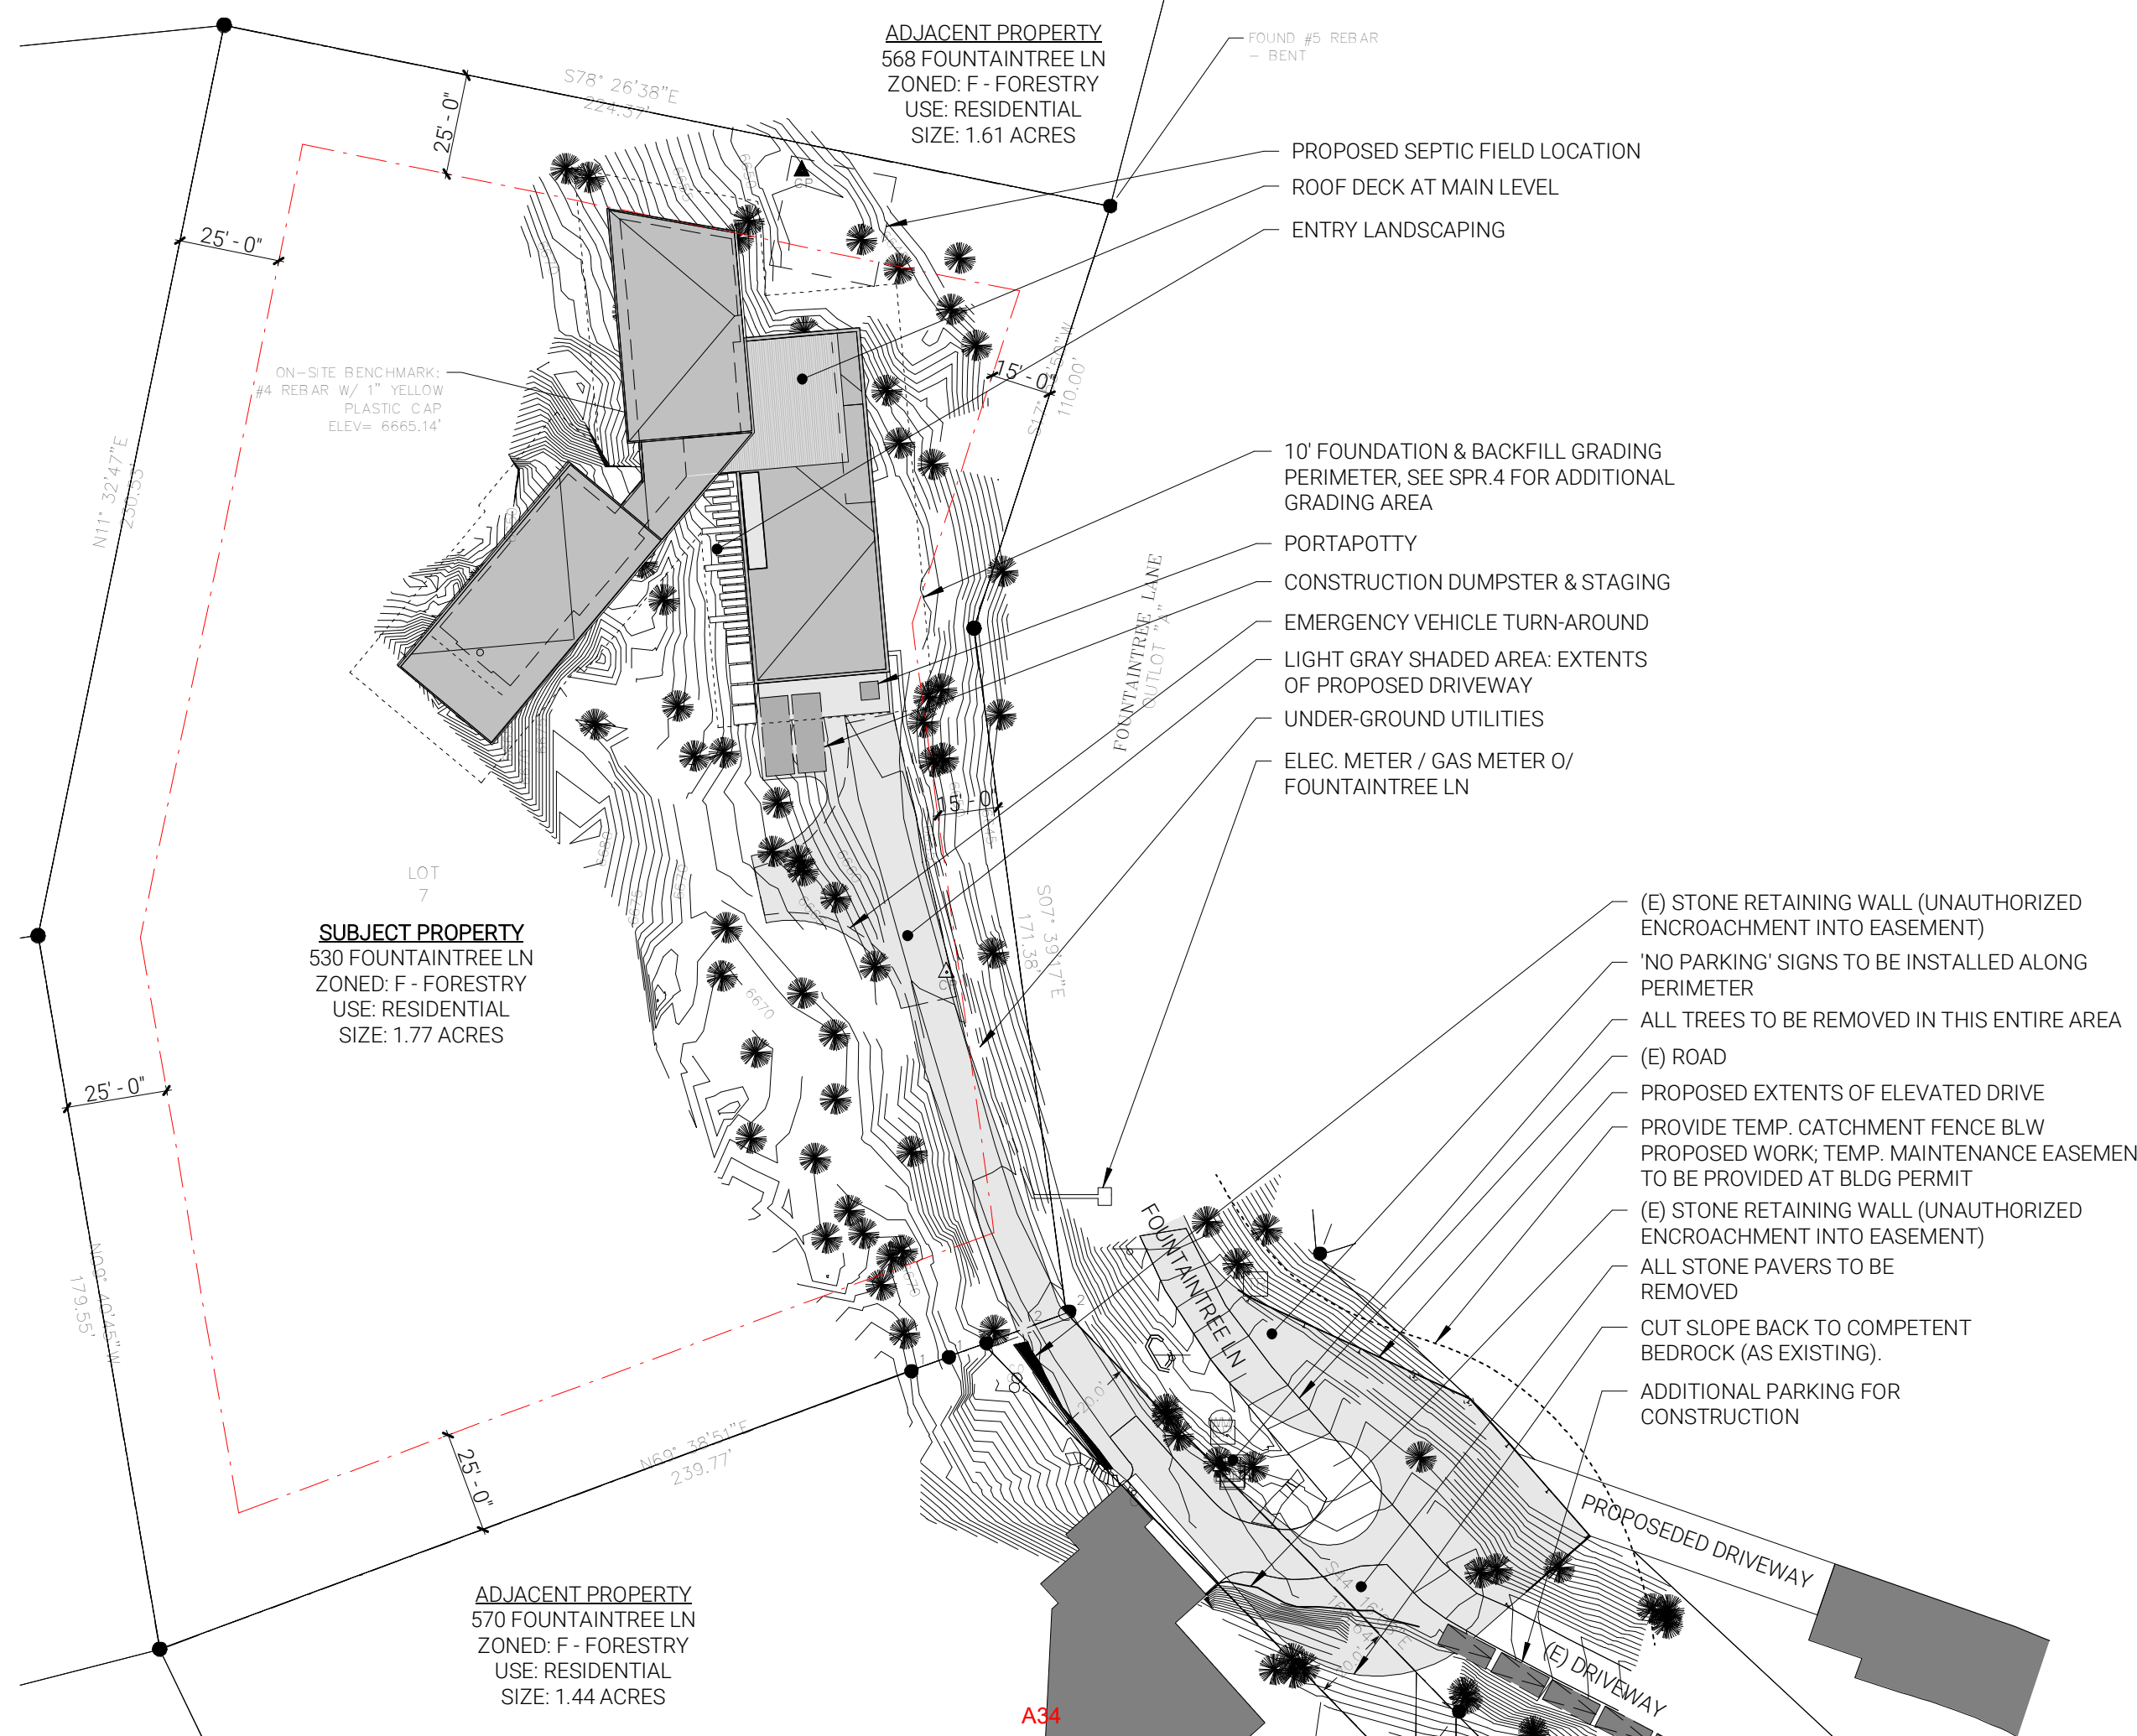 ADJACENT PROPERTY
568 FOUNTAINTREE LN
ZONED: F - FORESTRY
USE: RESIDENTIAL
SIZE: 1.61 ACRES
FOUND #5 REBAR
- BENT
S78° 26'38"E
224.37'
25' - 0"
25' - 0"
PROPOSED SEPTIC FIELD LOCATION
ROOF DECK AT MAIN LEVEL
ENTRY LANDSCAPING
CP
ON-SITE BENCHMARK:
#4 REBAR W/ 1" YELLOW
PLASTIC CAP
ELEV= 6665.14'
15' - 0"
110.00'
N11° 32'47"E
230.53'
10' FOUNDATION & BACKFILL GRADING
PERIMETER, SEE SPR.4 FOR ADDITIONAL
GRADING AREA
PORTAPOTTY
CONSTRUCTION DUMPSTER & STAGING
EMERGENCY VEHICLE TURN-AROUND
LIGHT GRAY SHADED AREA: EXTENTS
OF PROPOSED DRIVEWAY
UNDER-GROUND UTILITIES
ELEC. METER / GAS METER O/
FOUNTAINTREE LN
FOUNTAINTREE LANE
OUTLOT "A"
15' - 0"
LOT
7
SUBJECT PROPERTY
530 FOUNTAINTREE LN
ZONED: F - FORESTRY
USE: RESIDENTIAL
SIZE: 1.77 ACRES
6680
6675
6670
6670
S07° 39'17"E
171.38'
25' - 0"
N09° 40'45"W
179.55'
(E) STONE RETAINING WALL (UNAUTHORIZED
ENCROACHMENT INTO EASEMENT)
'NO PARKING' SIGNS TO BE INSTALLED ALONG
PERIMETER
ALL TREES TO BE REMOVED IN THIS ENTIRE AREA
(E) ROAD
PROPOSED EXTENTS OF ELEVATED DRIVE
PROVIDE TEMP. CATCHMENT FENCE BLW
PROPOSED WORK; TEMP. MAINTENANCE EASEMEN
TO BE PROVIDED AT BLDG PERMIT
(E) STONE RETAINING WALL (UNAUTHORIZED
ENCROACHMENT INTO EASEMENT)
ALL STONE PAVERS TO BE
REMOVED
CUT SLOPE BACK TO COMPETENT
BEDROCK (AS EXISTING).
ADDITIONAL PARKING FOR
CONSTRUCTION
FOUNTAINTREE LN
20.0'
25' - 0"
N69° 38'51"E
239.77'
PROPOSEDED DRIVEWAY
(E) DRIVEWAY
ADJACENT PROPERTY
570 FOUNTAINTREE LN
ZONED: F - FORESTRY
USE: RESIDENTIAL
SIZE: 1.44 ACRES
A34